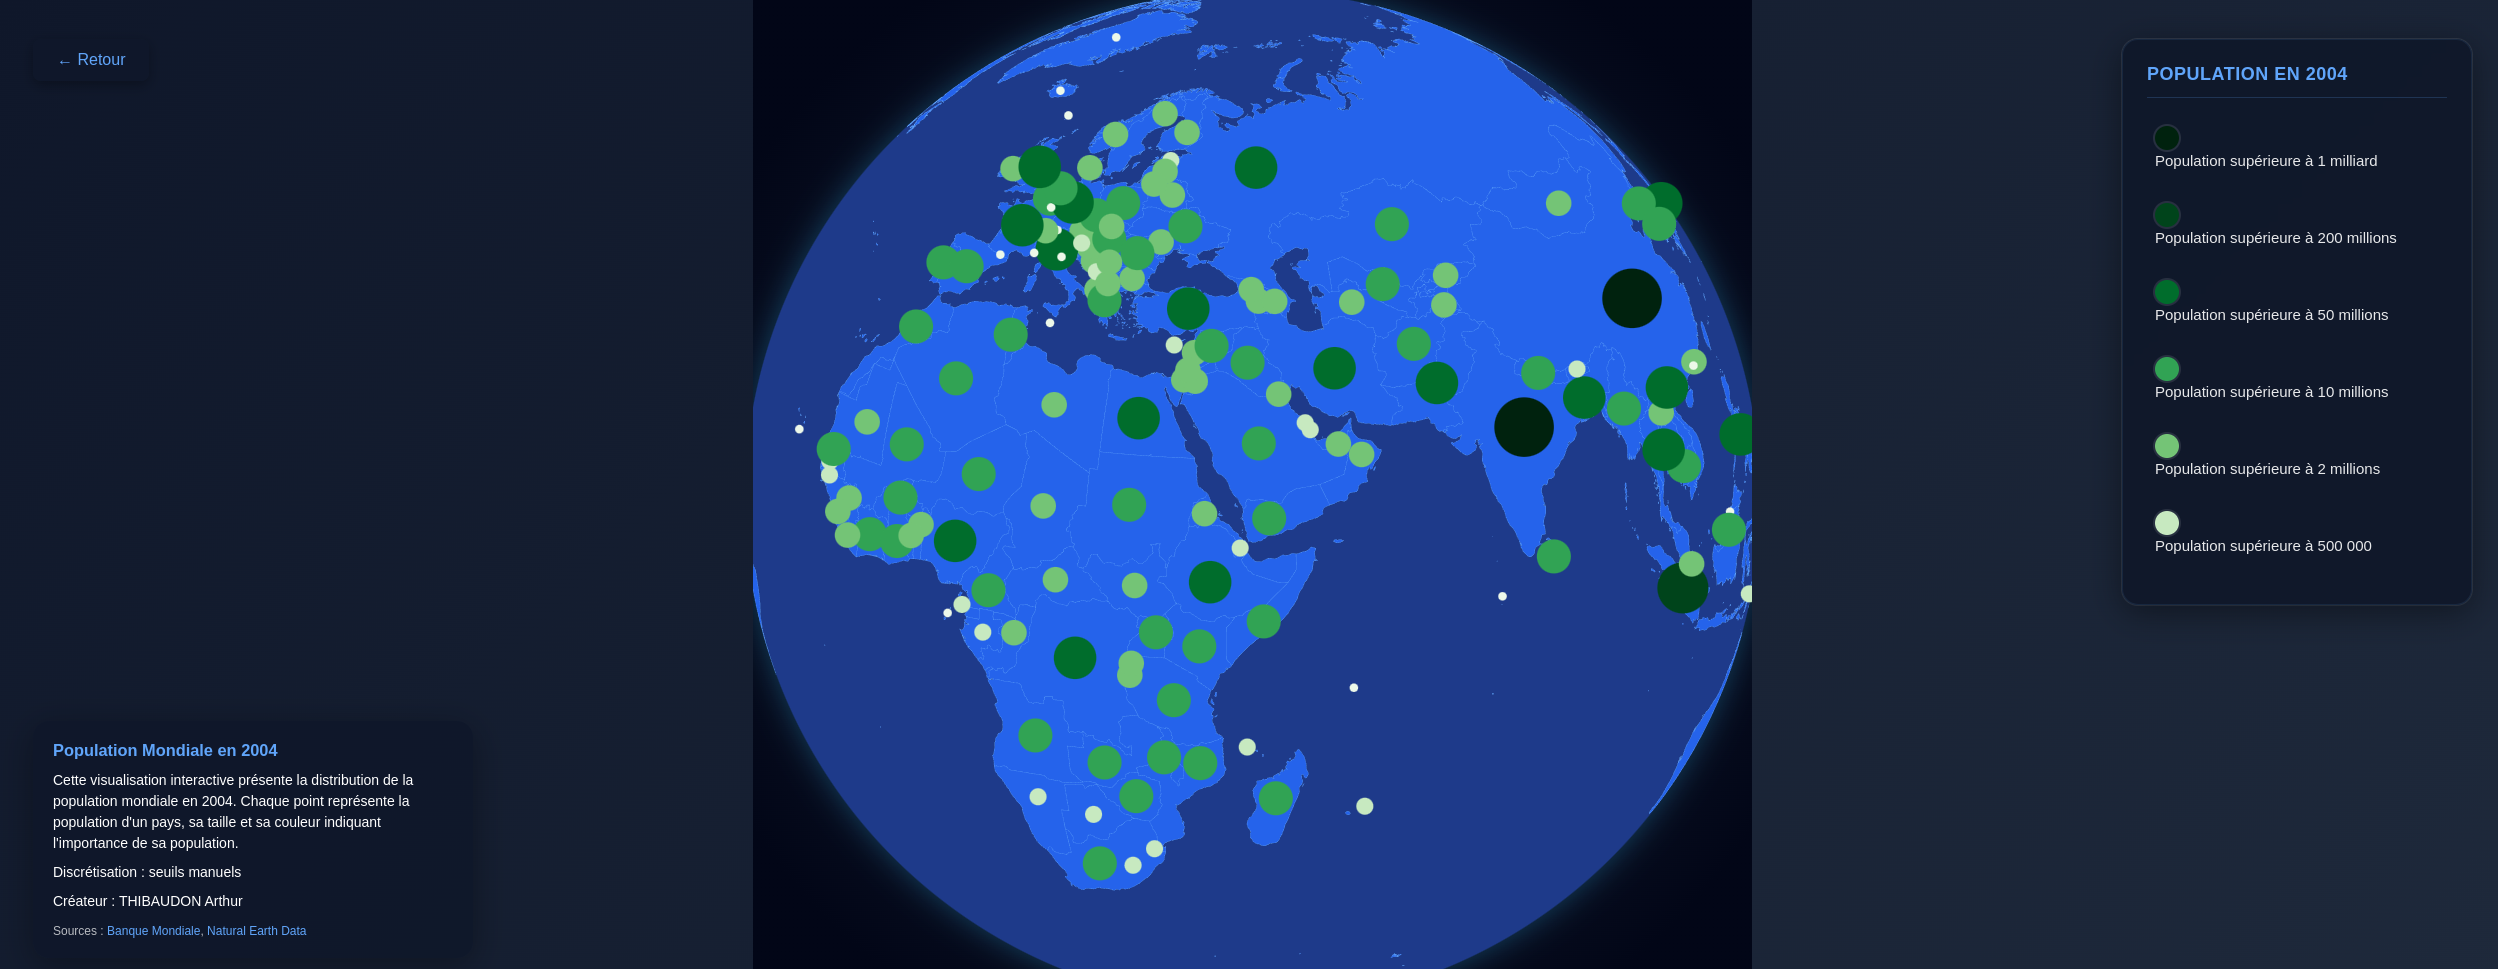 ← Retour
POPULATION EN 2004
Population supérieure à 1 milliard
Population supérieure à 200 millions
Population supérieure à 50 millions
Population supérieure à 10 millions
Population supérieure à 2 millions
Population supérieure à 500 000
Population Mondiale en 2004
Cette visualisation interactive présente la distribution de la
population mondiale en 2004. Chaque point représente la
population d'un pays, sa taille et sa couleur indiquant
l'importance de sa population.
Discrétisation : seuils manuels
Créateur : THIBAUDON Arthur
Sources : Banque Mondiale, Natural Earth Data